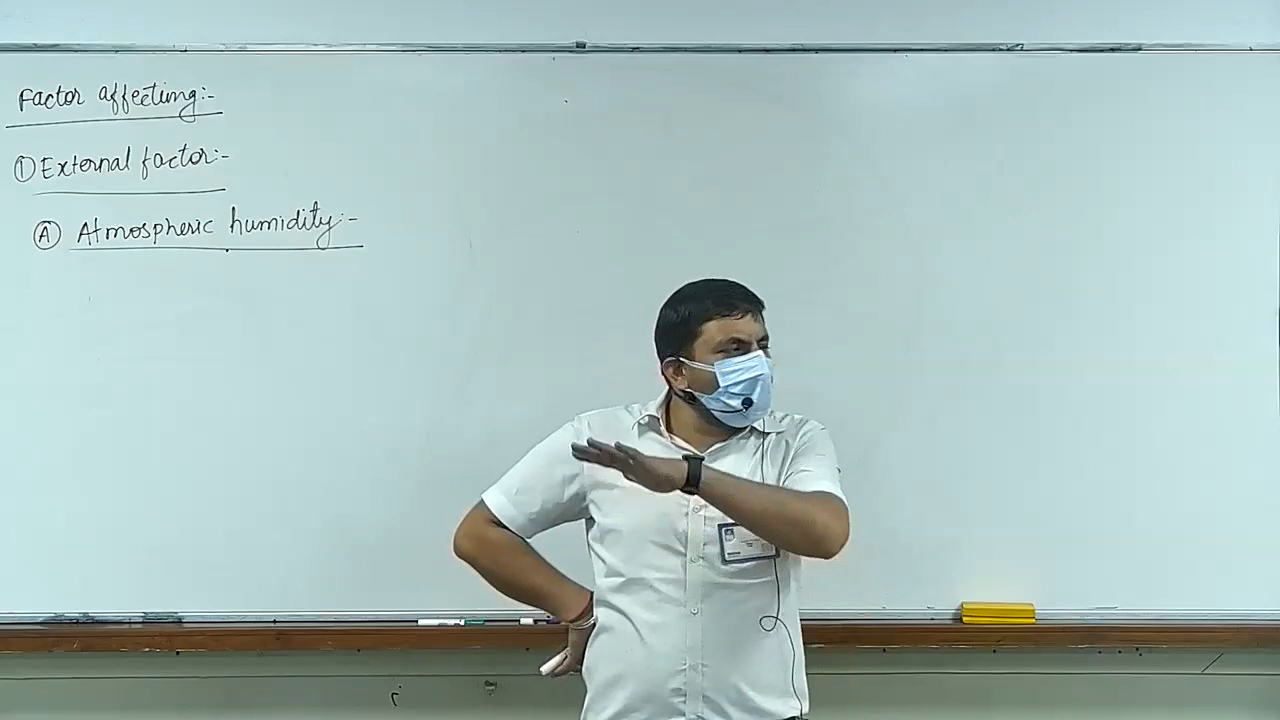 Factor affecting:-
① External factor:-
Ⓐ Atmospheric humidity:-